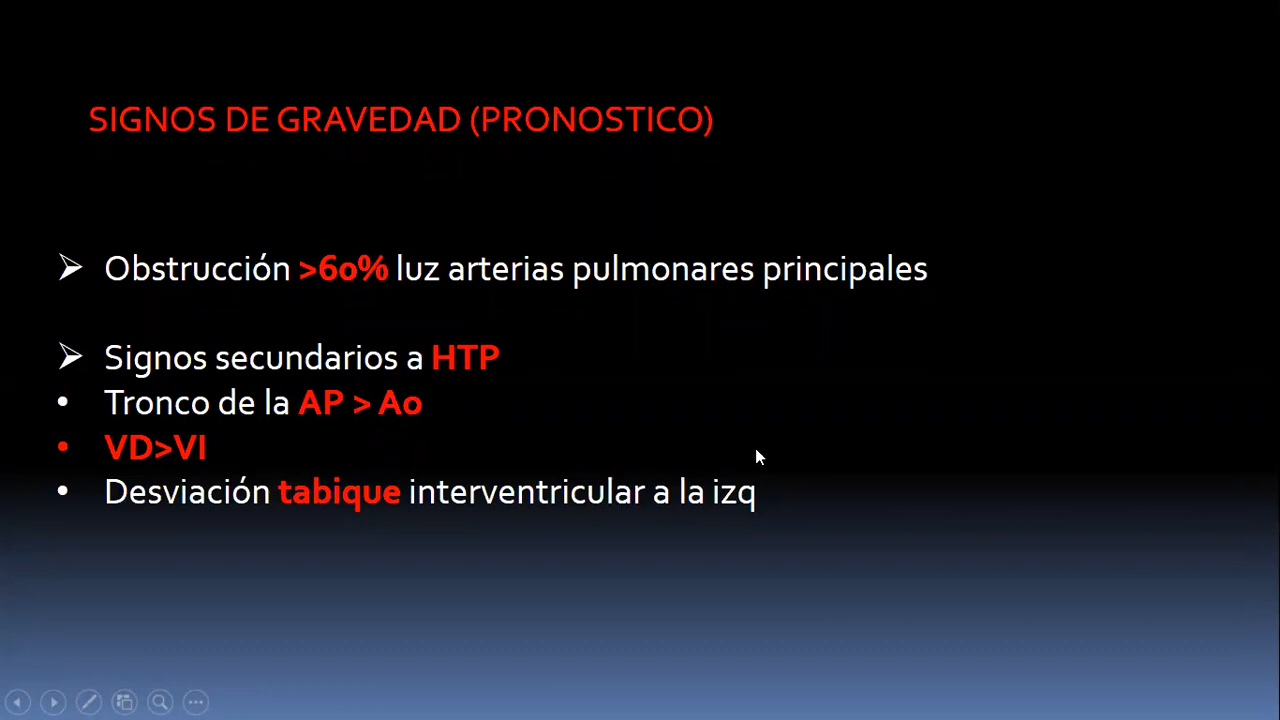 SIGNOS DE GRAVEDAD (PRONOSTICO)
➢ Obstrucción >60% luz arterias pulmonares principales
➢ Signos secundarios a HTP
• Tronco de la AP > Ao
• VD>VI
• Desviación tabique interventricular a la izq